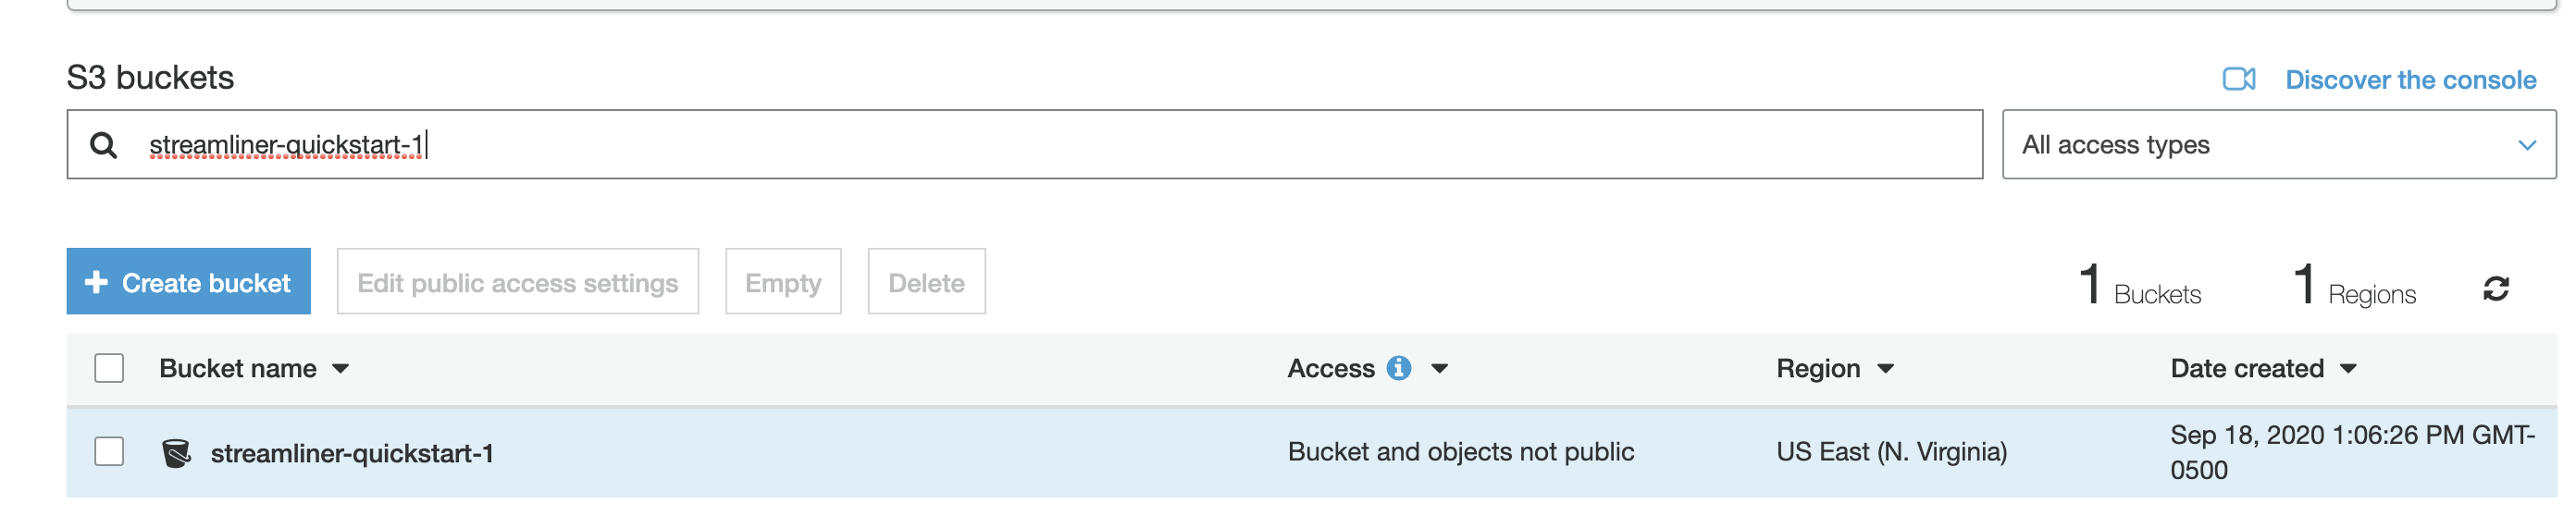 S3 buckets
Discover the console
streamliner-quickstart-1
All access types
Create bucket
Edit public access settings
Empty
Delete
1 Buckets
1 Regions
Bucket name
Access
Region
Date created
streamliner-quickstart-1
Bucket and objects not public
US East (N. Virginia)
Sep 18, 2020 1:06:26 PM GMT-
0500